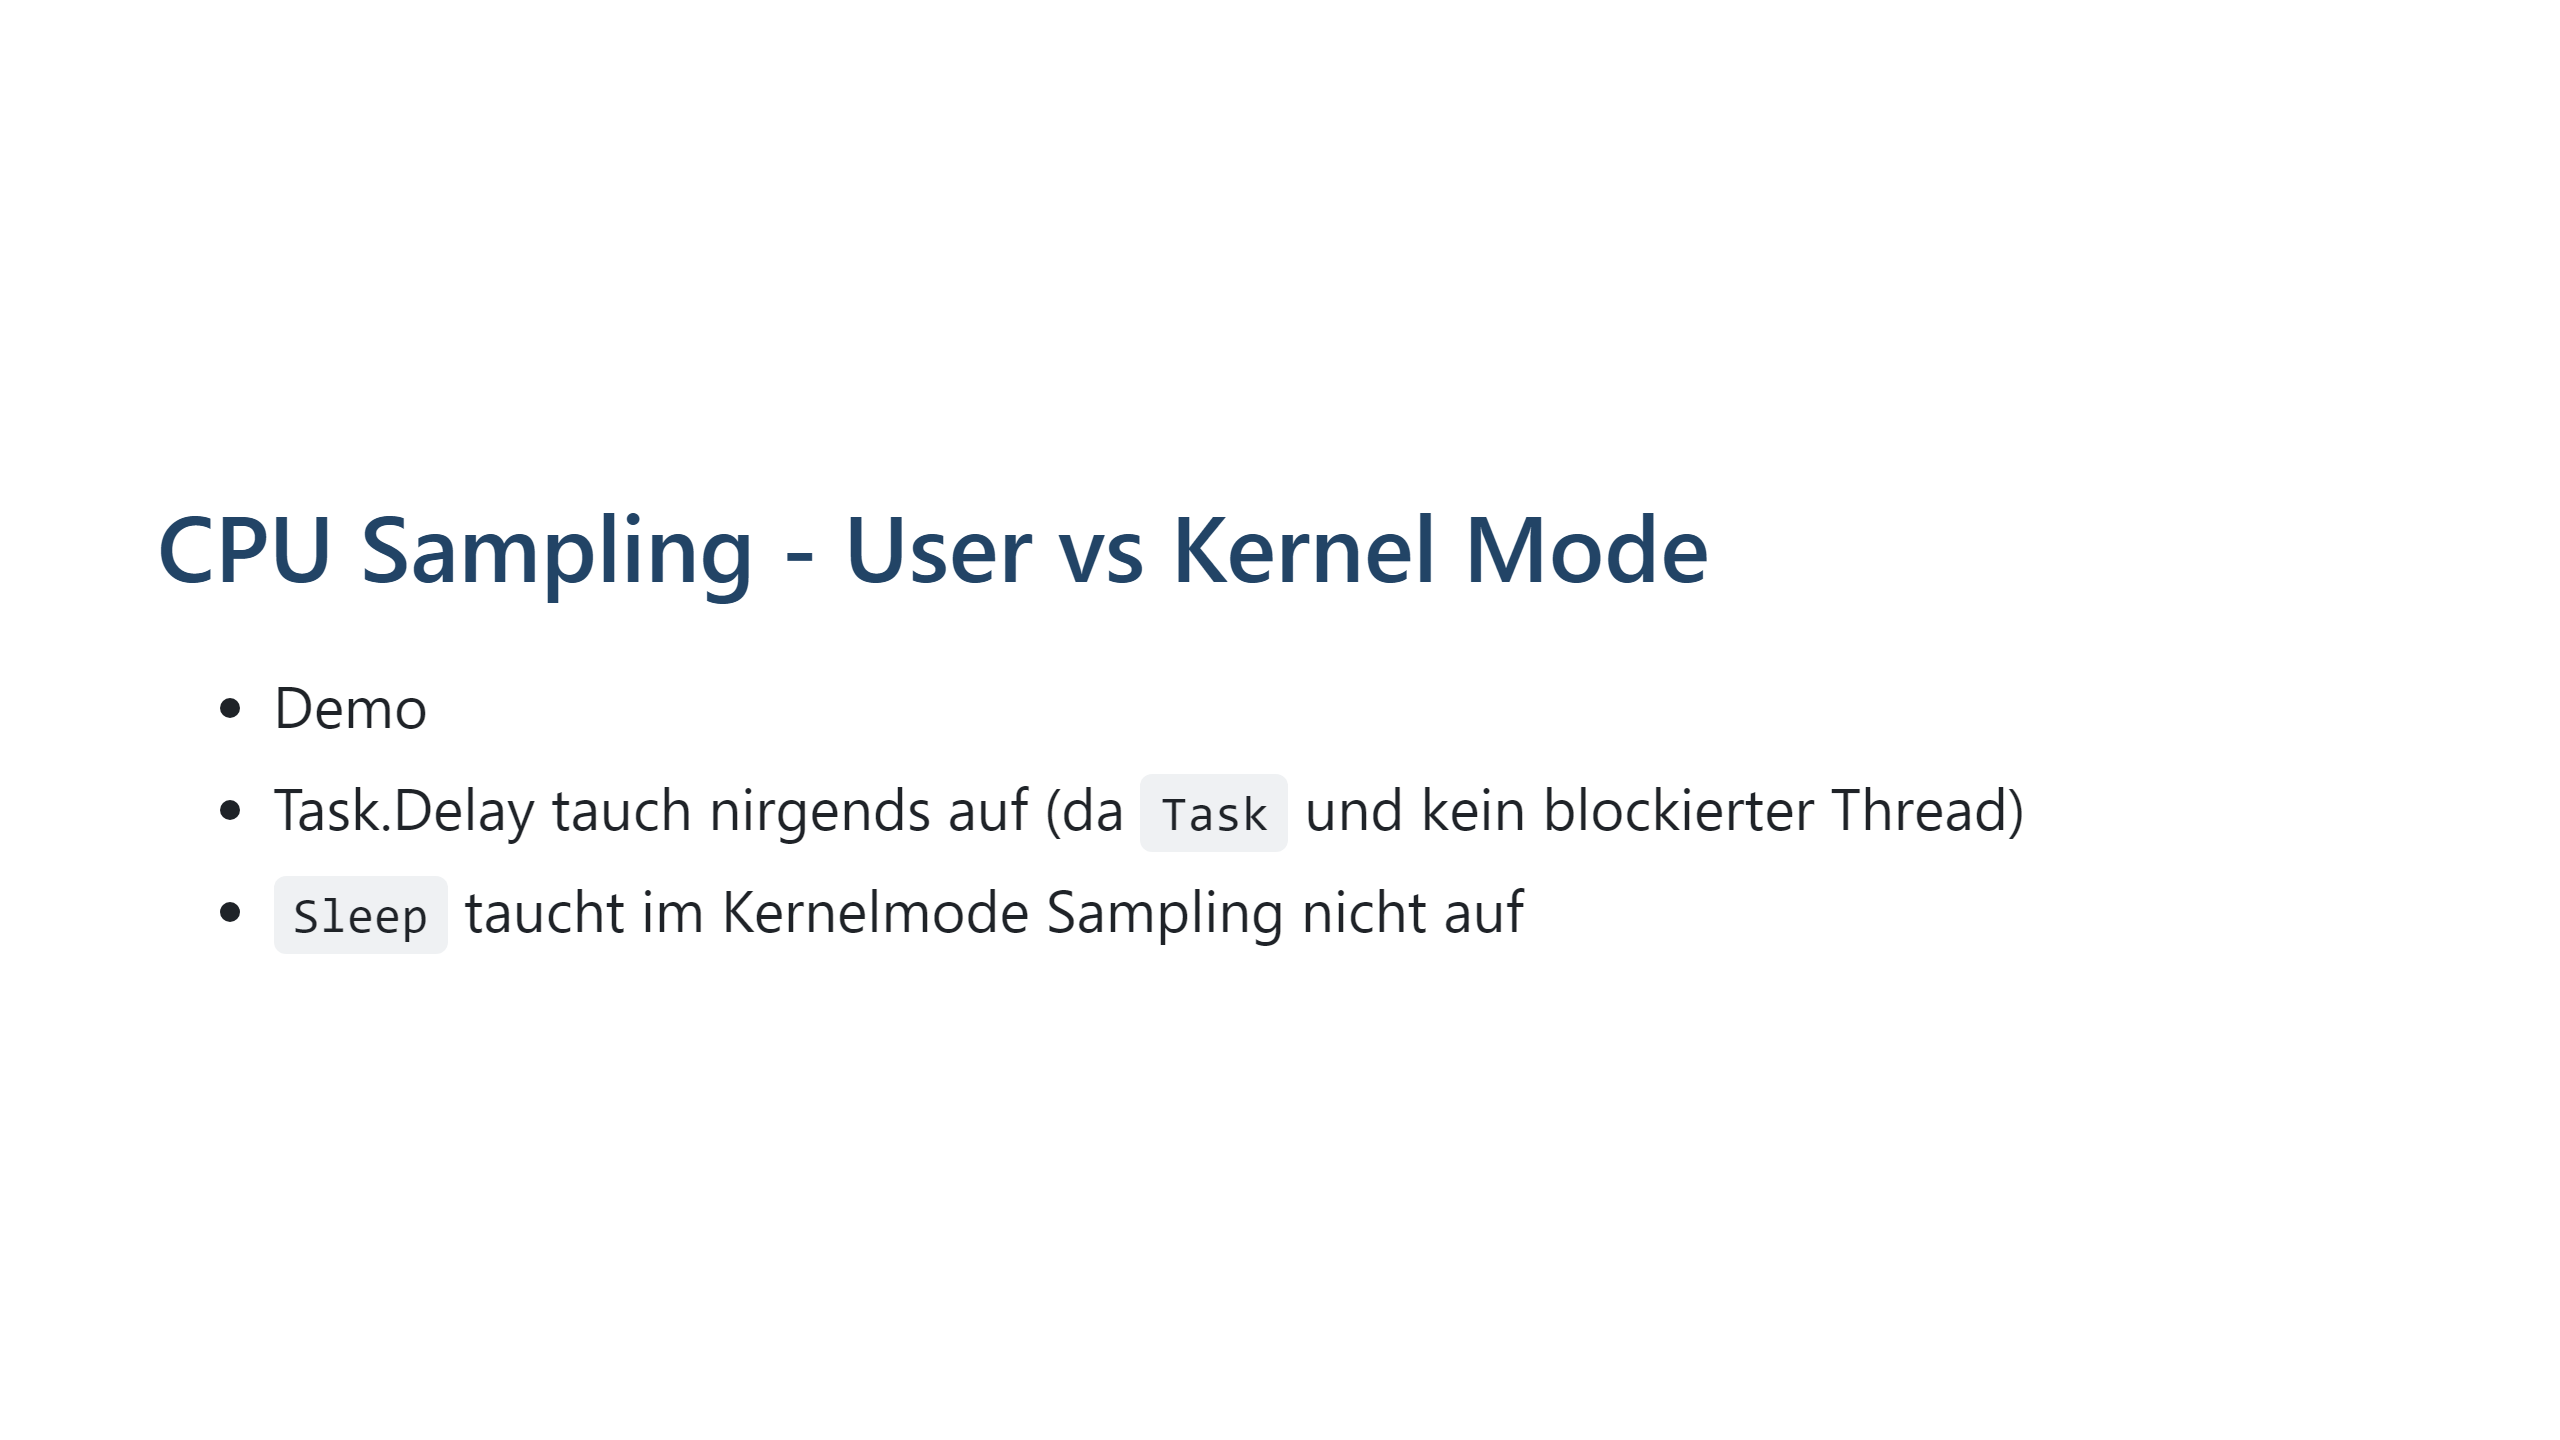 CPU Sampling - User vs Kernel Mode
• Demo
• Task.Delay tauch nirgends auf (da Task und kein blockierter Thread)
• Sleep taucht im Kernelmode Sampling nicht auf